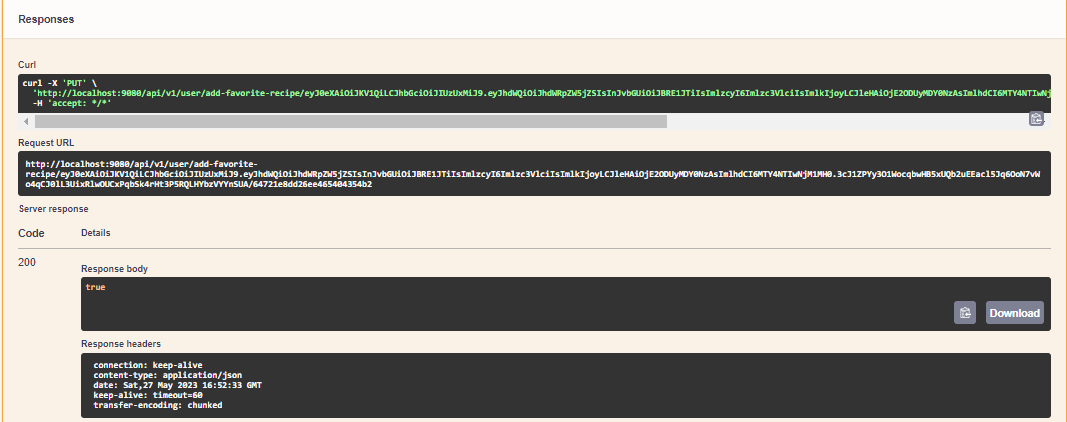 Responses
Curl
curl -X 'PUT' \
'http://localhost:9080/api/v1/user/add-favorite-recipe/eyJ0eXAiOiJKV1QiLCJhbGciOiJIUzUxMiJ9.eyJhdWQiOiJhdWRpZW5jZSIsInJvbGUiOiJBRE1JTiIsImlzcyI6Imlzc3VlciIsImlkIjoyLCJleHAiOjE2ODUyMDY0NzAsImlhdCI6MTY4NTIwNj
-H 'accept: */*'
Request URL
http://localhost:9080/api/v1/user/add-favorite-
recipe/eyJ0eXAiOiJKV1QiLCJhbGciOiJIUzUxMiJ9.eyJhdWQiOiJhdWRpZW5jZSIsInJvbGUiOiJBRE1JTiIsImlzcyI6Imlzc3VlciIsImlkIjoyLCJleHAiOjE2ODUyMDY0NzAsImlhdCI6MTY4NTIwNjM1MH0.3cJ1ZPYy3O1WocqbwHB5xUQb2uEEacl5Jq6OoN7vW
o4qCJ0lL3UixRlwOUCxPqbSk4rHt3P5RQLHYbzVYYnSUA/64721e8dd26ee465404354b2
Server response
Code Details
200
Response body
true
Download
Response headers
connection: keep-alive
content-type: application/json
date: Sat,27 May 2023 16:52:33 GMT
keep-alive: timeout=60
transfer-encoding: chunked